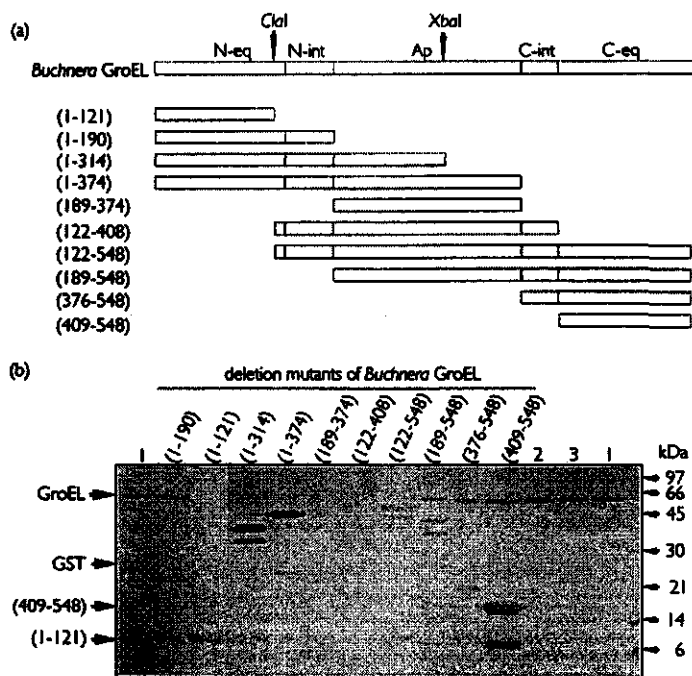 (a)
ClaI XbaI
N-eq N-int Ap C-int C-eq
Buchnera GroEL
(1-121)
(1-190)
(1-314)
(1-374)
(189-374)
(122-408)
(122-548)
(189-548)
(376-548)
(409-548)
(b)
deletion mutants of Buchnera GroEL
1 (1-190) (1-121) (1-314) (1-374) (189-374) (122-408) (122-548) (189-548) (376-548) (409-548) 2 3 1 kDa
GroEL 97
66
45
GST 30
21
(409-548) 14
(1-121) 6